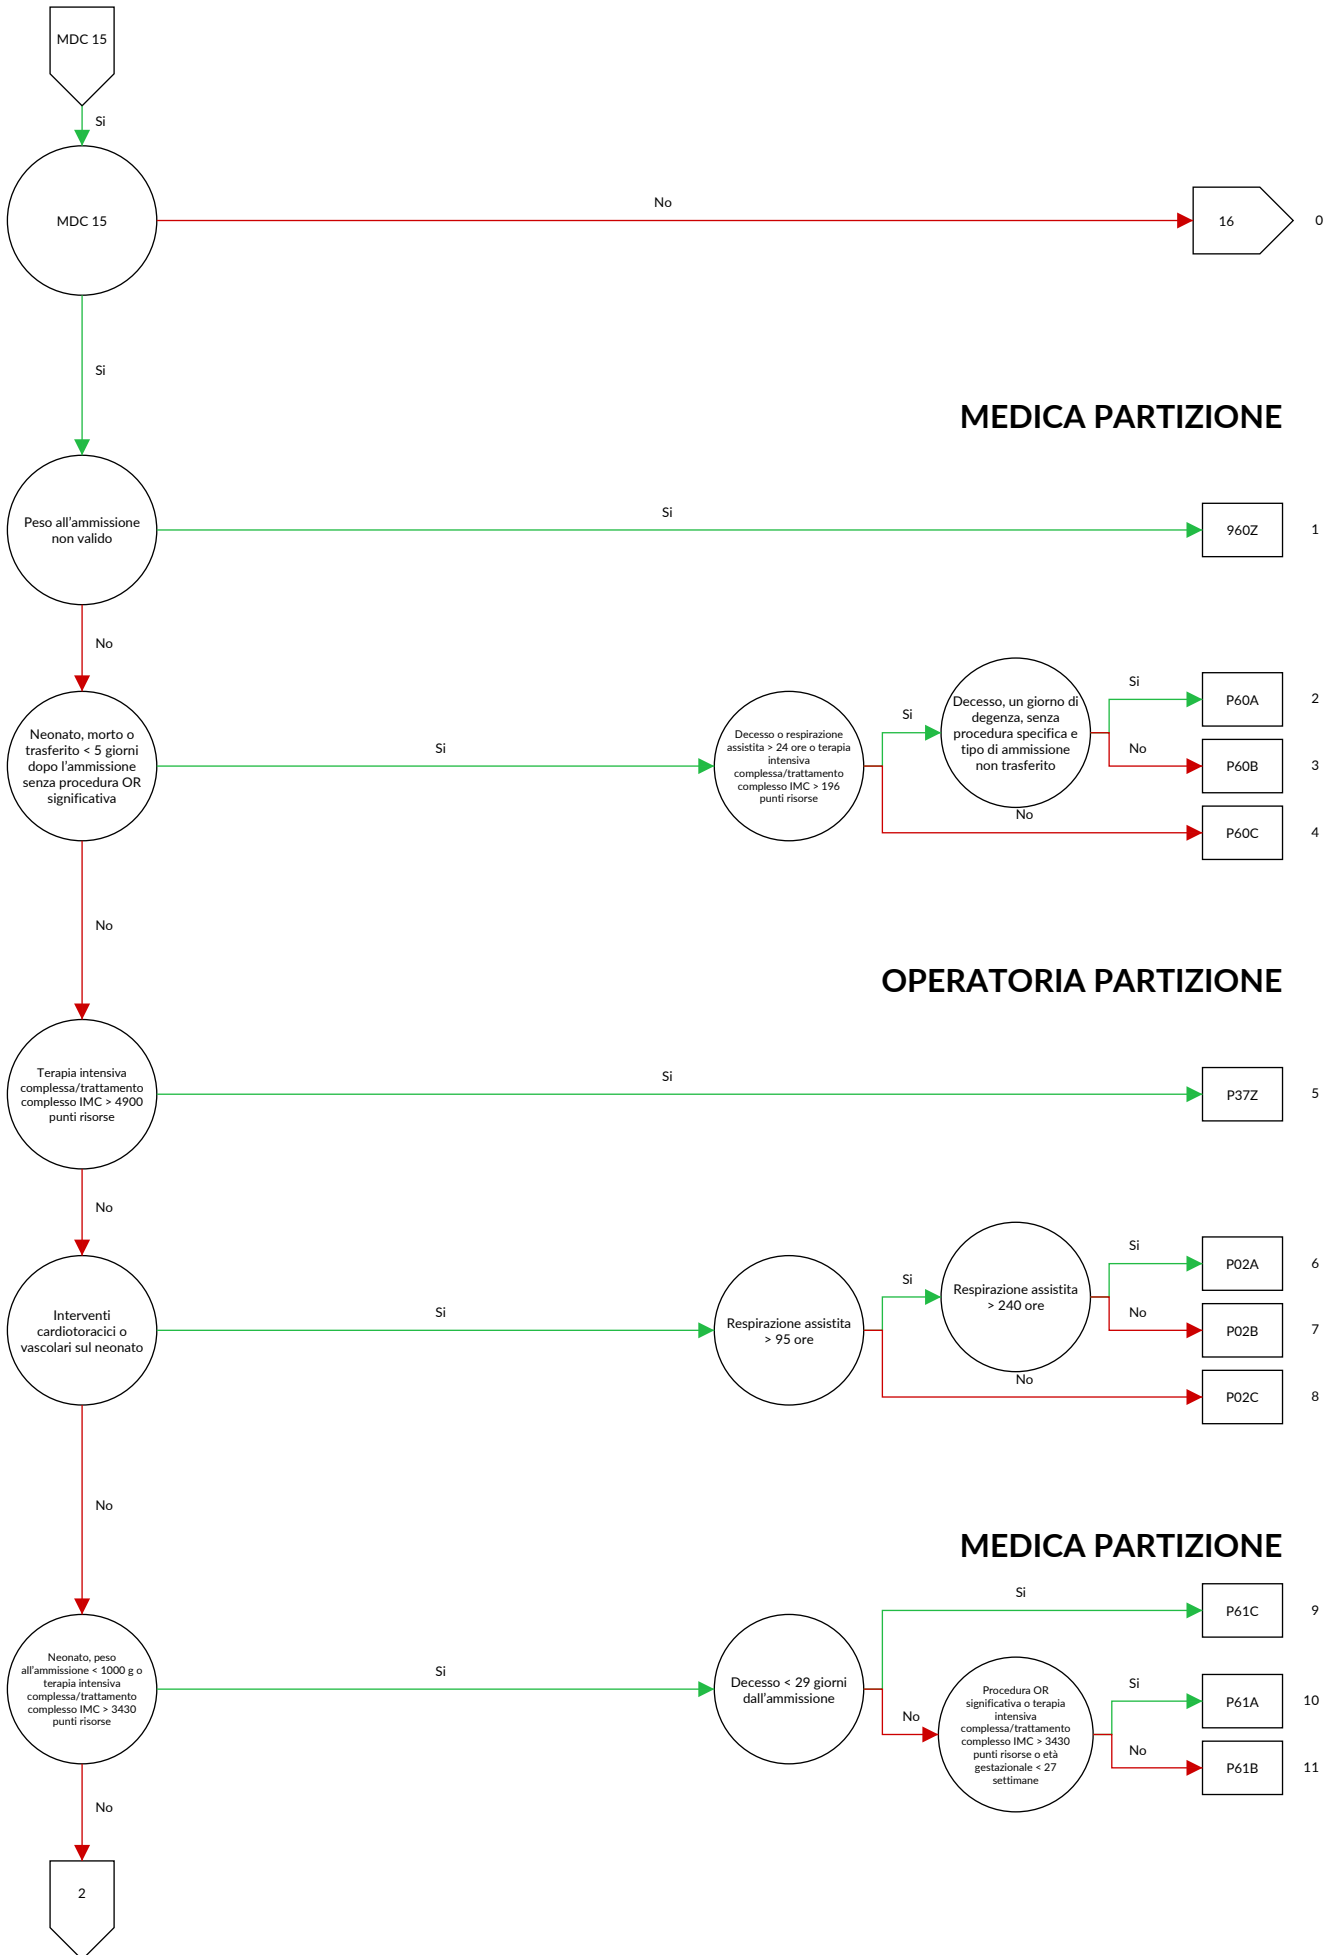 MDC 15
Si
MDC 15
No
16
0
Si
MEDICA PARTIZIONE
Peso all'ammissione
non valido
Si
960Z
1
No
Neonato, morto o
trasferito < 5 giorni
dopo l'ammissione
senza procedura OR
significativa
Si
Decesso o respirazione
assistita > 24 ore o terapia
intensiva
complessa/trattamento
complesso IMC > 196
punti risorse
Si
Decesso, un giorno di
degenza, senza
procedura specifica e
tipo di ammissione
non trasferito
Si
P60A
2
No
P60B
3
No
P60C
4
No
OPERATORIA PARTIZIONE
Terapia intensiva
complessa/trattamento
complesso IMC > 4900
punti risorse
Si
P37Z
5
No
Interventi
cardiotoracici o
vascolari sul neonato
Si
Respirazione assistita
> 95 ore
Si
Respirazione assistita
> 240 ore
Si
P02A
6
No
P02B
7
No
P02C
8
No
MEDICA PARTIZIONE
Neonato, peso
all'ammissione < 1000 g o
terapia intensiva
complessa/trattamento
complesso IMC > 3430
punti risorse
Si
Decesso < 29 giorni
dall'ammissione
Si
P61C
9
No
Procedura OR
significativa o terapia
intensiva
complessa/trattamento
complesso IMC > 3430
punti risorse o età
gestazionale < 27
settimane
Si
P61A
10
No
P61B
11
No
2